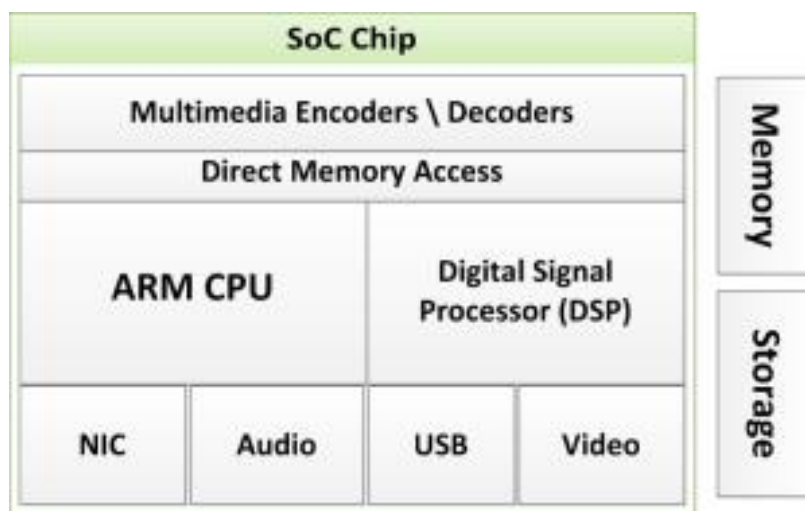 SoC Chip
Multimedia Encoders \ Decoders
Direct Memory Access
ARM CPU
Digital Signal
Processor (DSP)
NIC
Audio
USB
Video
Memory
Storage